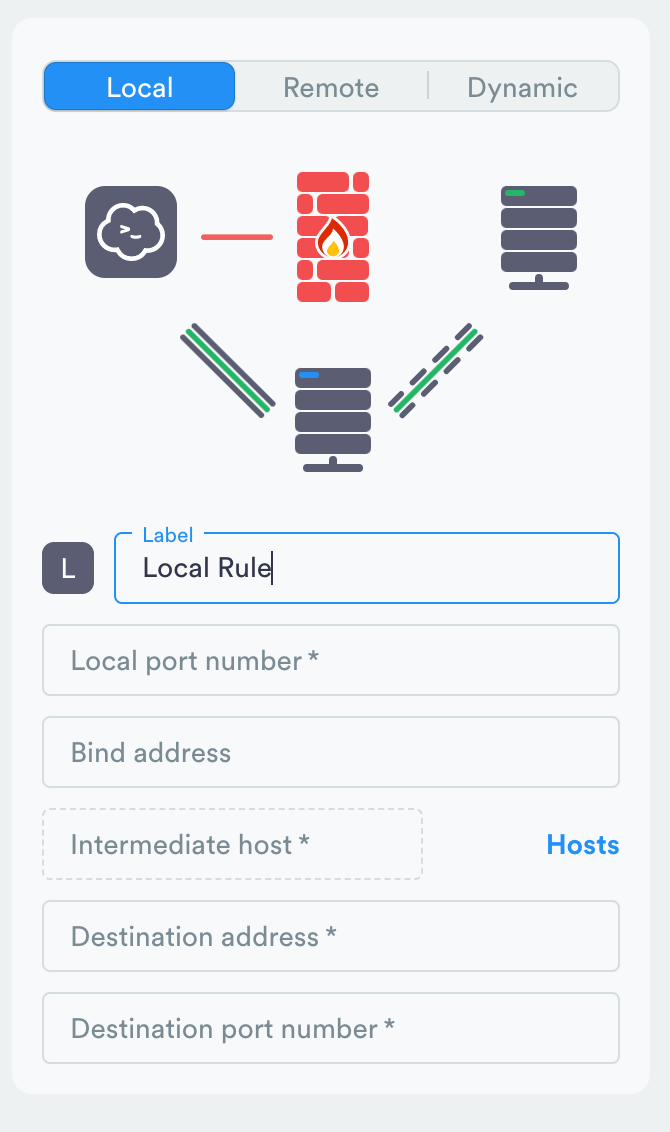 Local
Remote
Dynamic
>_
Label
L
Local Rule
Local port number *
Bind address
Intermediate host *
Hosts
Destination address *
Destination port number *